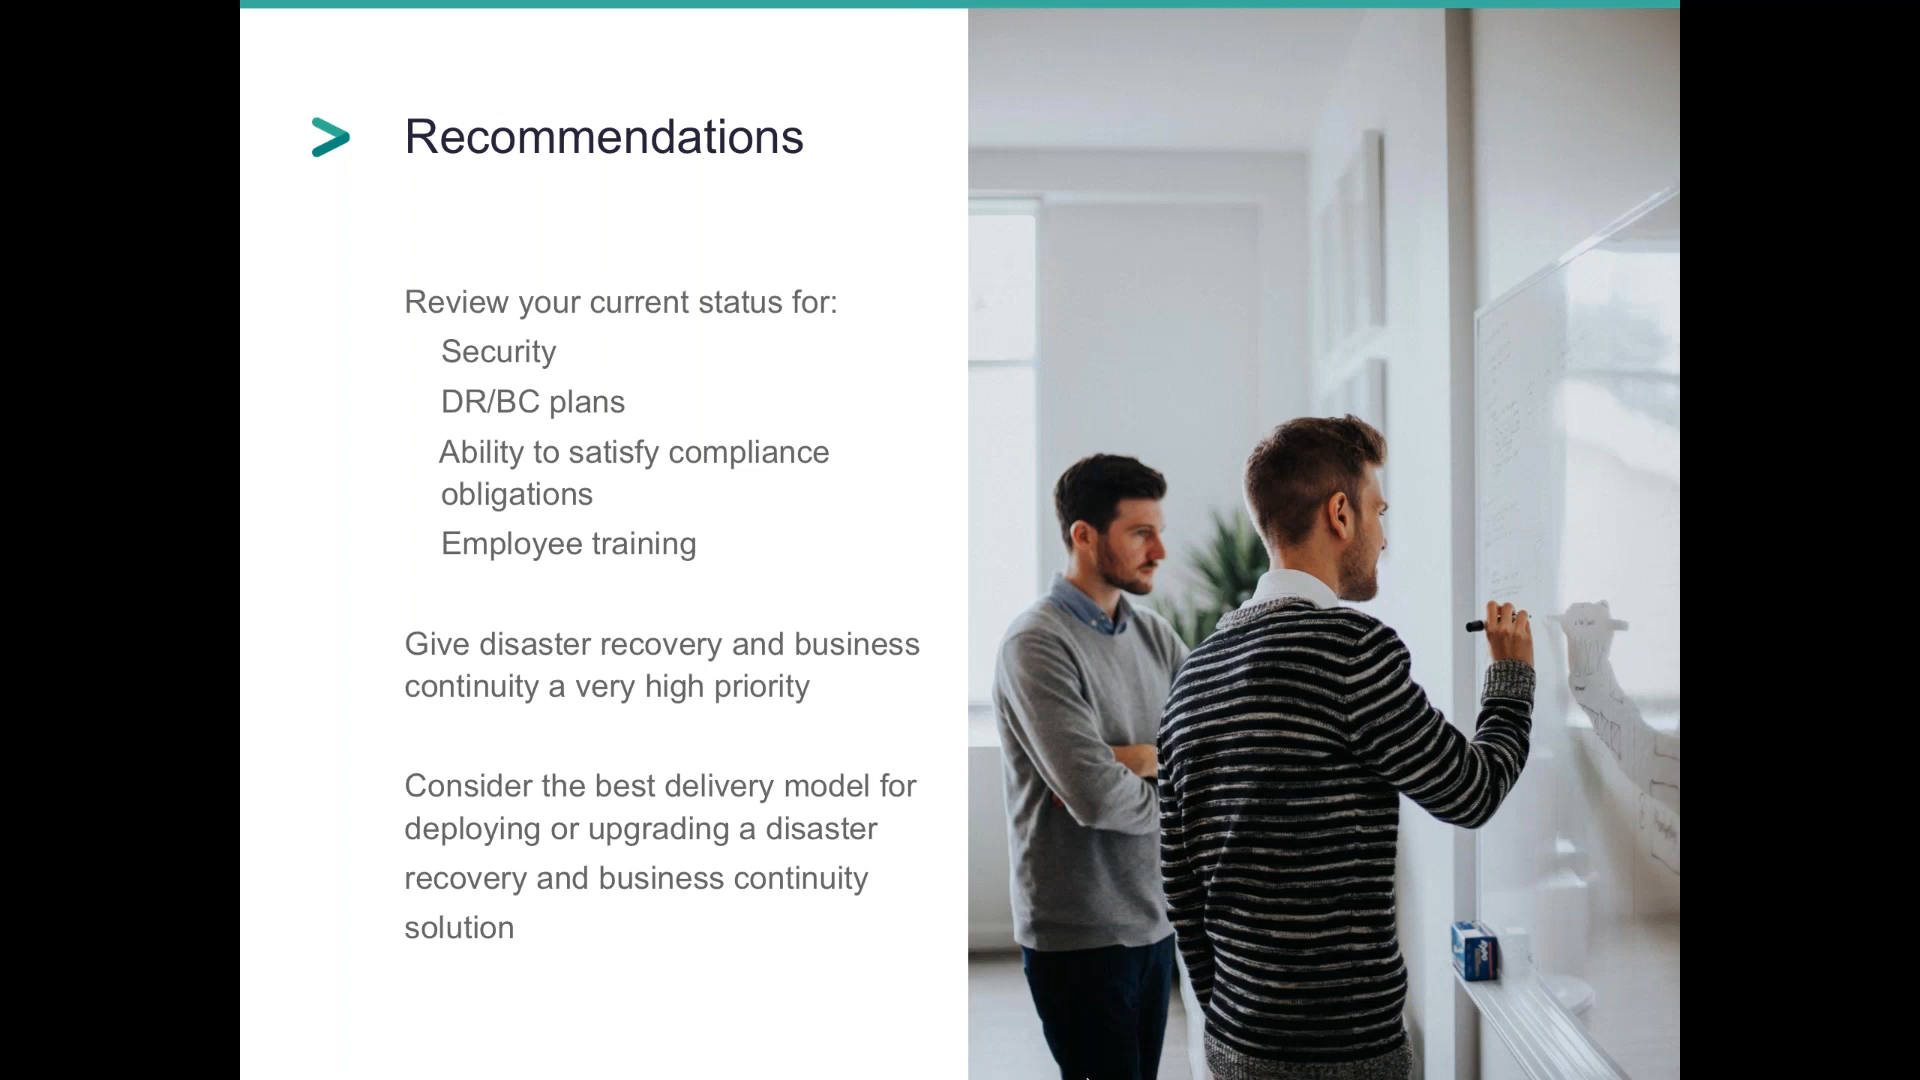 Recommendations
Review your current status for:
Security
DR/BC plans
Ability to satisfy compliance
obligations
Employee training
Give disaster recovery and business
continuity a very high priority
Consider the best delivery model for
deploying or upgrading a disaster
recovery and business continuity
solution
expo